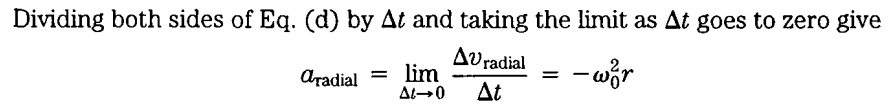 Dividing both sides of Eq. (d) by Δt and taking the limit as Δt goes to zero give
a_radial = lim_{Δt→0} Δv_radial / Δt = −ω₀²r